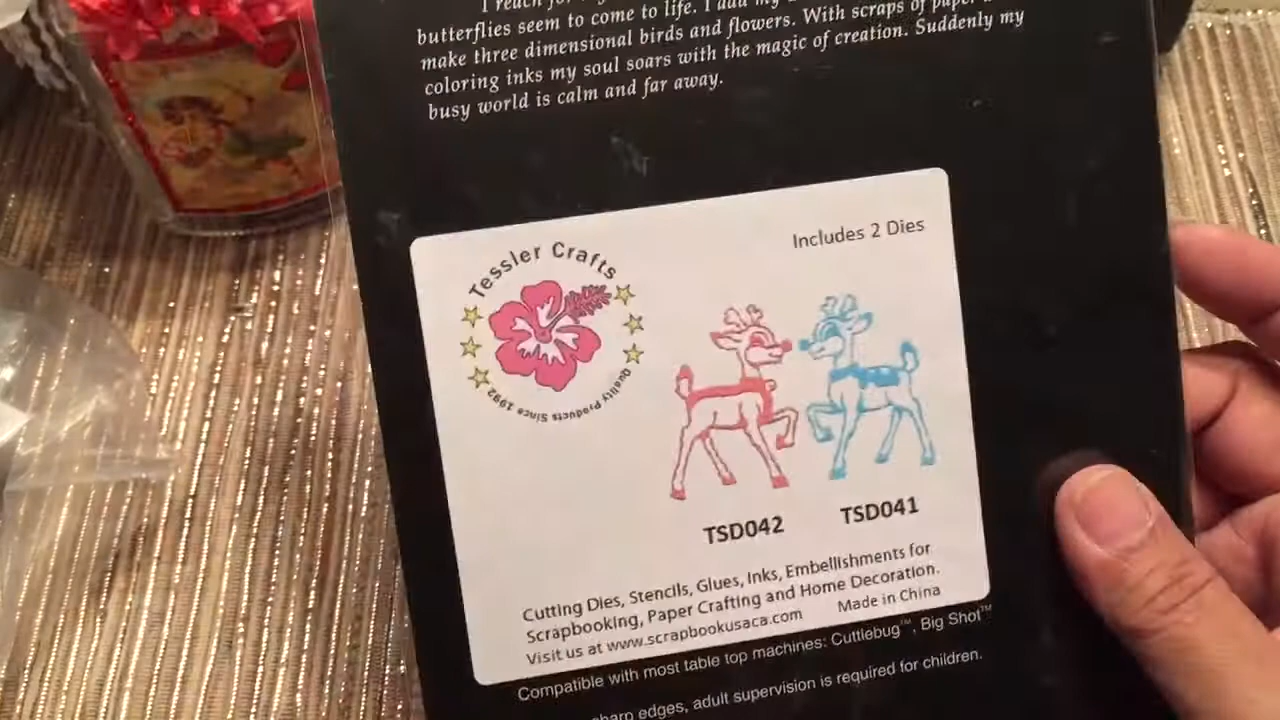 I reach for my
butterflies seem to come to life. I add my
make three dimensional birds and flowers. With scraps of paper
coloring inks my soul soars with the magic of creation. Suddenly my
busy world is calm and far away.
Tessler Crafts
Quality Products Since 1992
Includes 2 Dies
TSD042 TSD041
Cutting Dies, Stencils, Glues, Inks, Embellishments for
Scrapbooking, Paper Crafting and Home Decoration.
Visit us at www.scrapbookusaca.com Made in China
Compatible with most table top machines: Cuttlebug™, Big Shot™
sharp edges, adult supervision is required for children.